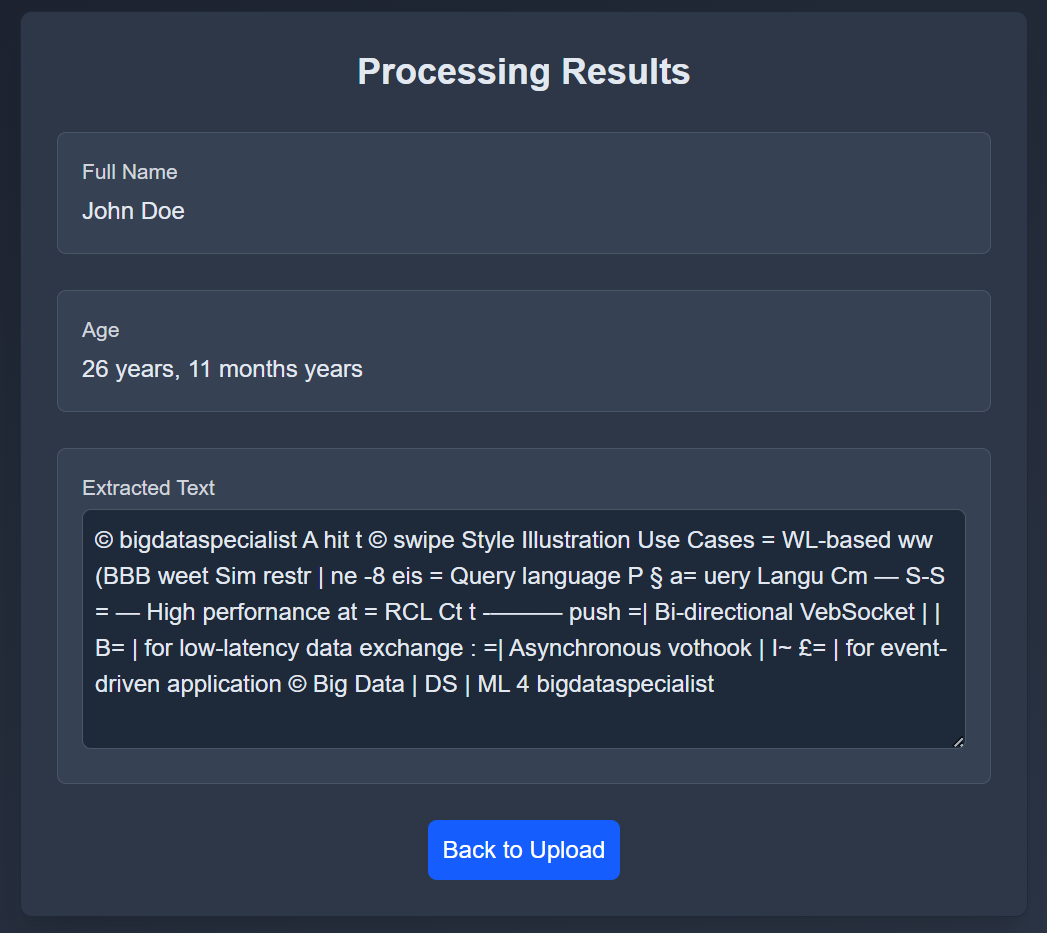 Processing Results
Full Name
John Doe
Age
26 years, 11 months years
Extracted Text
© bigdataspecialist A hit t © swipe Style Illustration Use Cases = WL-based ww
(BBB weet Sim restr | ne -8 eis = Query language P § a= uery Langu Cm — S-S
= — High perfornance at = RCL Ct t ——— push =| Bi-directional VebSocket | |
B= | for low-latency data exchange : =| Asynchronous vothook | I~ £= | for event-
driven application © Big Data | DS | ML 4 bigdataspecialist
Back to Upload